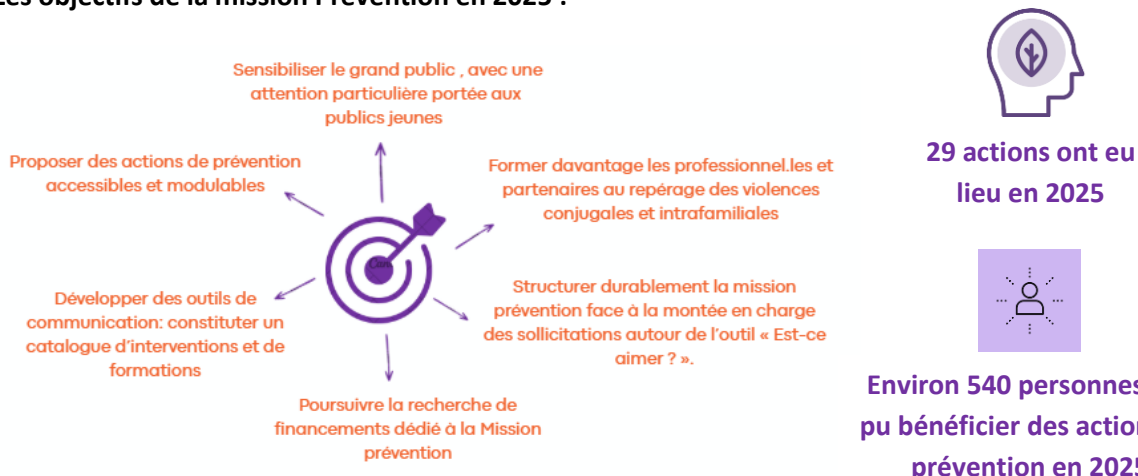 Les objectifs de la mission Prévention en 2025 :
Sensibiliser le grand public , avec une
attention particulière portée aux
publics jeunes
Proposer des actions de prévention
accessibles et modulables
Former davantage les professionnel.les et
partenaires au repérage des violences
conjugales et intrafamiliales
Développer des outils de
communication: constituter un
catalogue d'interventions et de
formations
Structurer durablement la mission
prévention face à la montée en charge
des sollicitations autour de l'outil « Est-ce
aimer ? ».
Poursuivre la recherche de
financements dédié à la Mission
prévention
29 actions ont eu
lieu en 2025
Environ 540 personnes
pu bénéficier des action
prévention en 2025